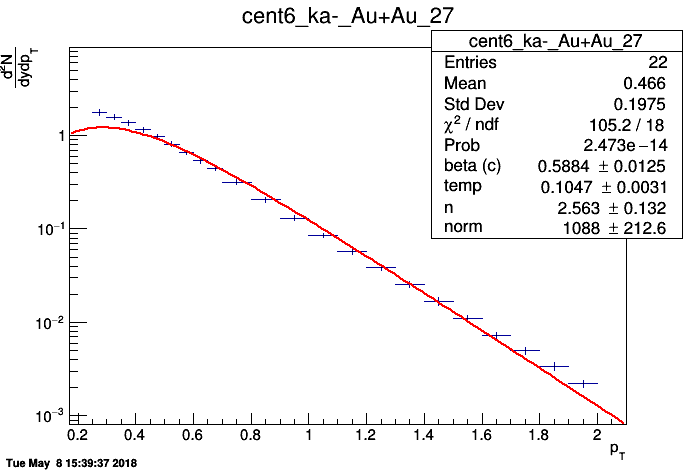 cent6_ka-_Au+Au_27
d²N
dydp_T
cent6_ka-_Au+Au_27
Entries 22
Mean 0.466
Std Dev 0.1975
χ² / ndf 105.2 / 18
Prob 2.473e−14
beta (c) 0.5884 ± 0.0125
temp 0.1047 ± 0.0031
n 2.563 ± 0.132
norm 1088 ± 212.6
1
10⁻¹
10⁻²
10⁻³
0.2 0.4 0.6 0.8 1 1.2 1.4 1.6 1.8 2
p_T
Tue May 8 15:39:37 2018